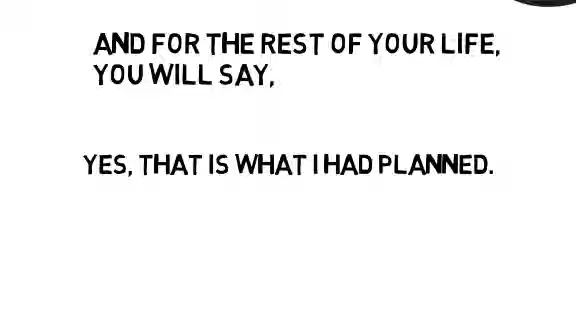 AND FOR THE REST OF YOUR LIFE,
YOU WILL SAY,
YES, THAT IS WHAT I HAD PLANNED.